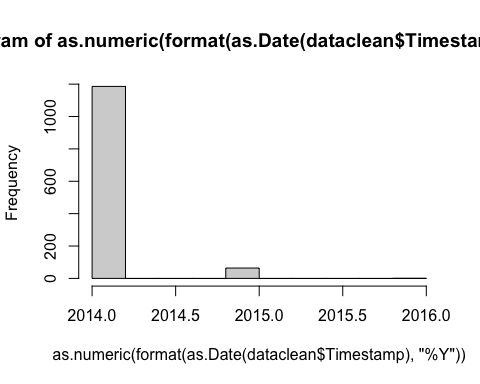 am of as.numeric(format(as.Date(dataclean$Timestam
Frequency
1000
600
200
0
2014.0 2014.5 2015.0 2015.5 2016.0
as.numeric(format(as.Date(dataclean$Timestamp), "%Y"))